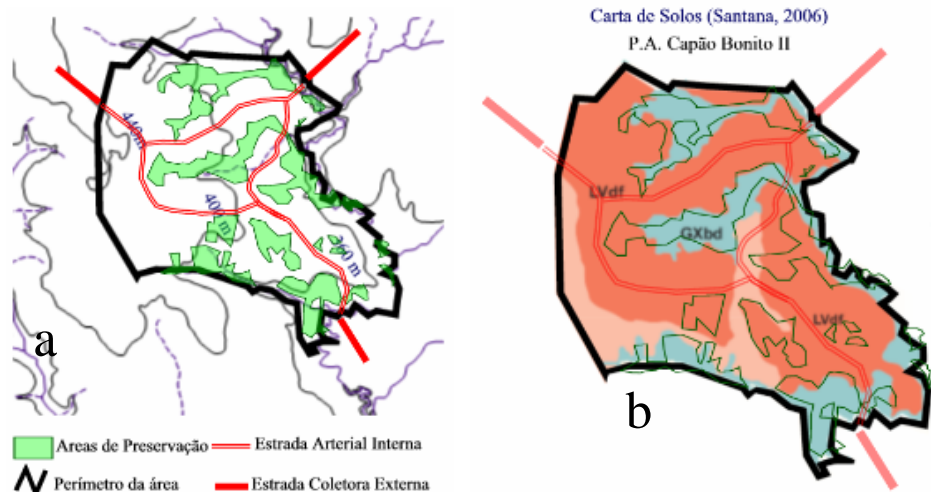 440m
400 m
360 m
a
Areas de Preservação
Estrada Arterial Interna
Perímetro da área
Estrada Coletora Externa
Carta de Solos (Santana, 2006)
P.A. Capão Bonito II
LVdf
GXbd
LVdf
b